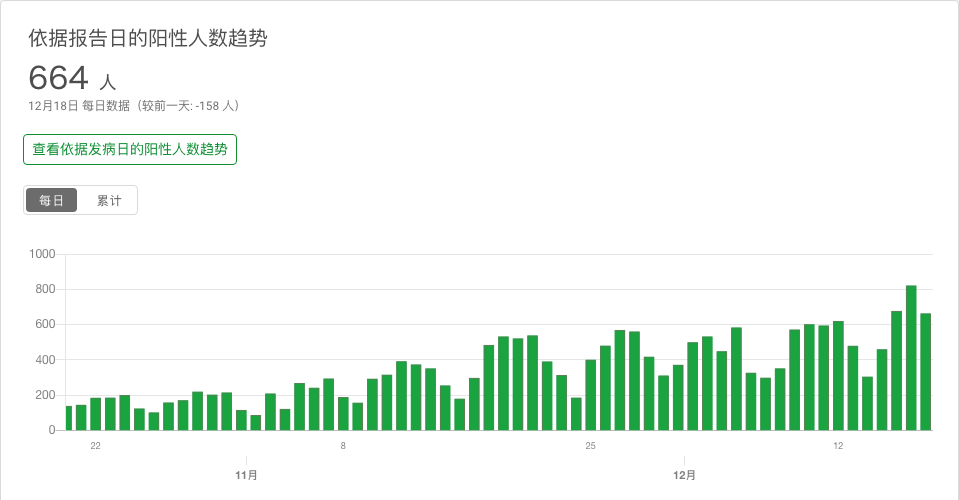 依据报告日的阳性人数趋势
664 人
12月18日 每日数据（较前一天: -158 人）
查看依据发病日的阳性人数趋势
每日 累计
1000
800
600
400
200
0
22 8 25 12
11月 12月